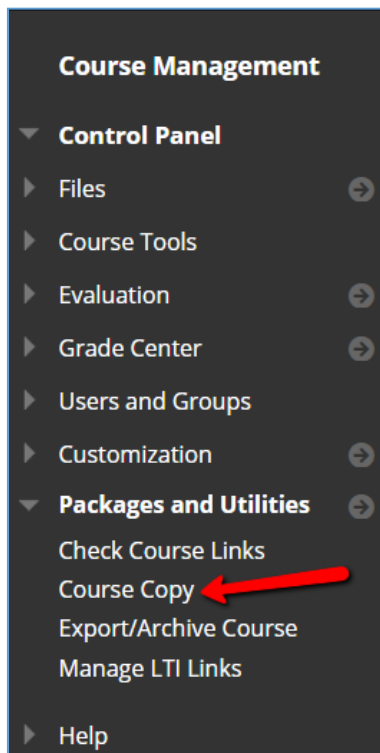 Course Management
Control Panel
Files
Course Tools
Evaluation
Grade Center
Users and Groups
Customization
Packages and Utilities
Check Course Links
Course Copy
Export/Archive Course
Manage LTI Links
Help